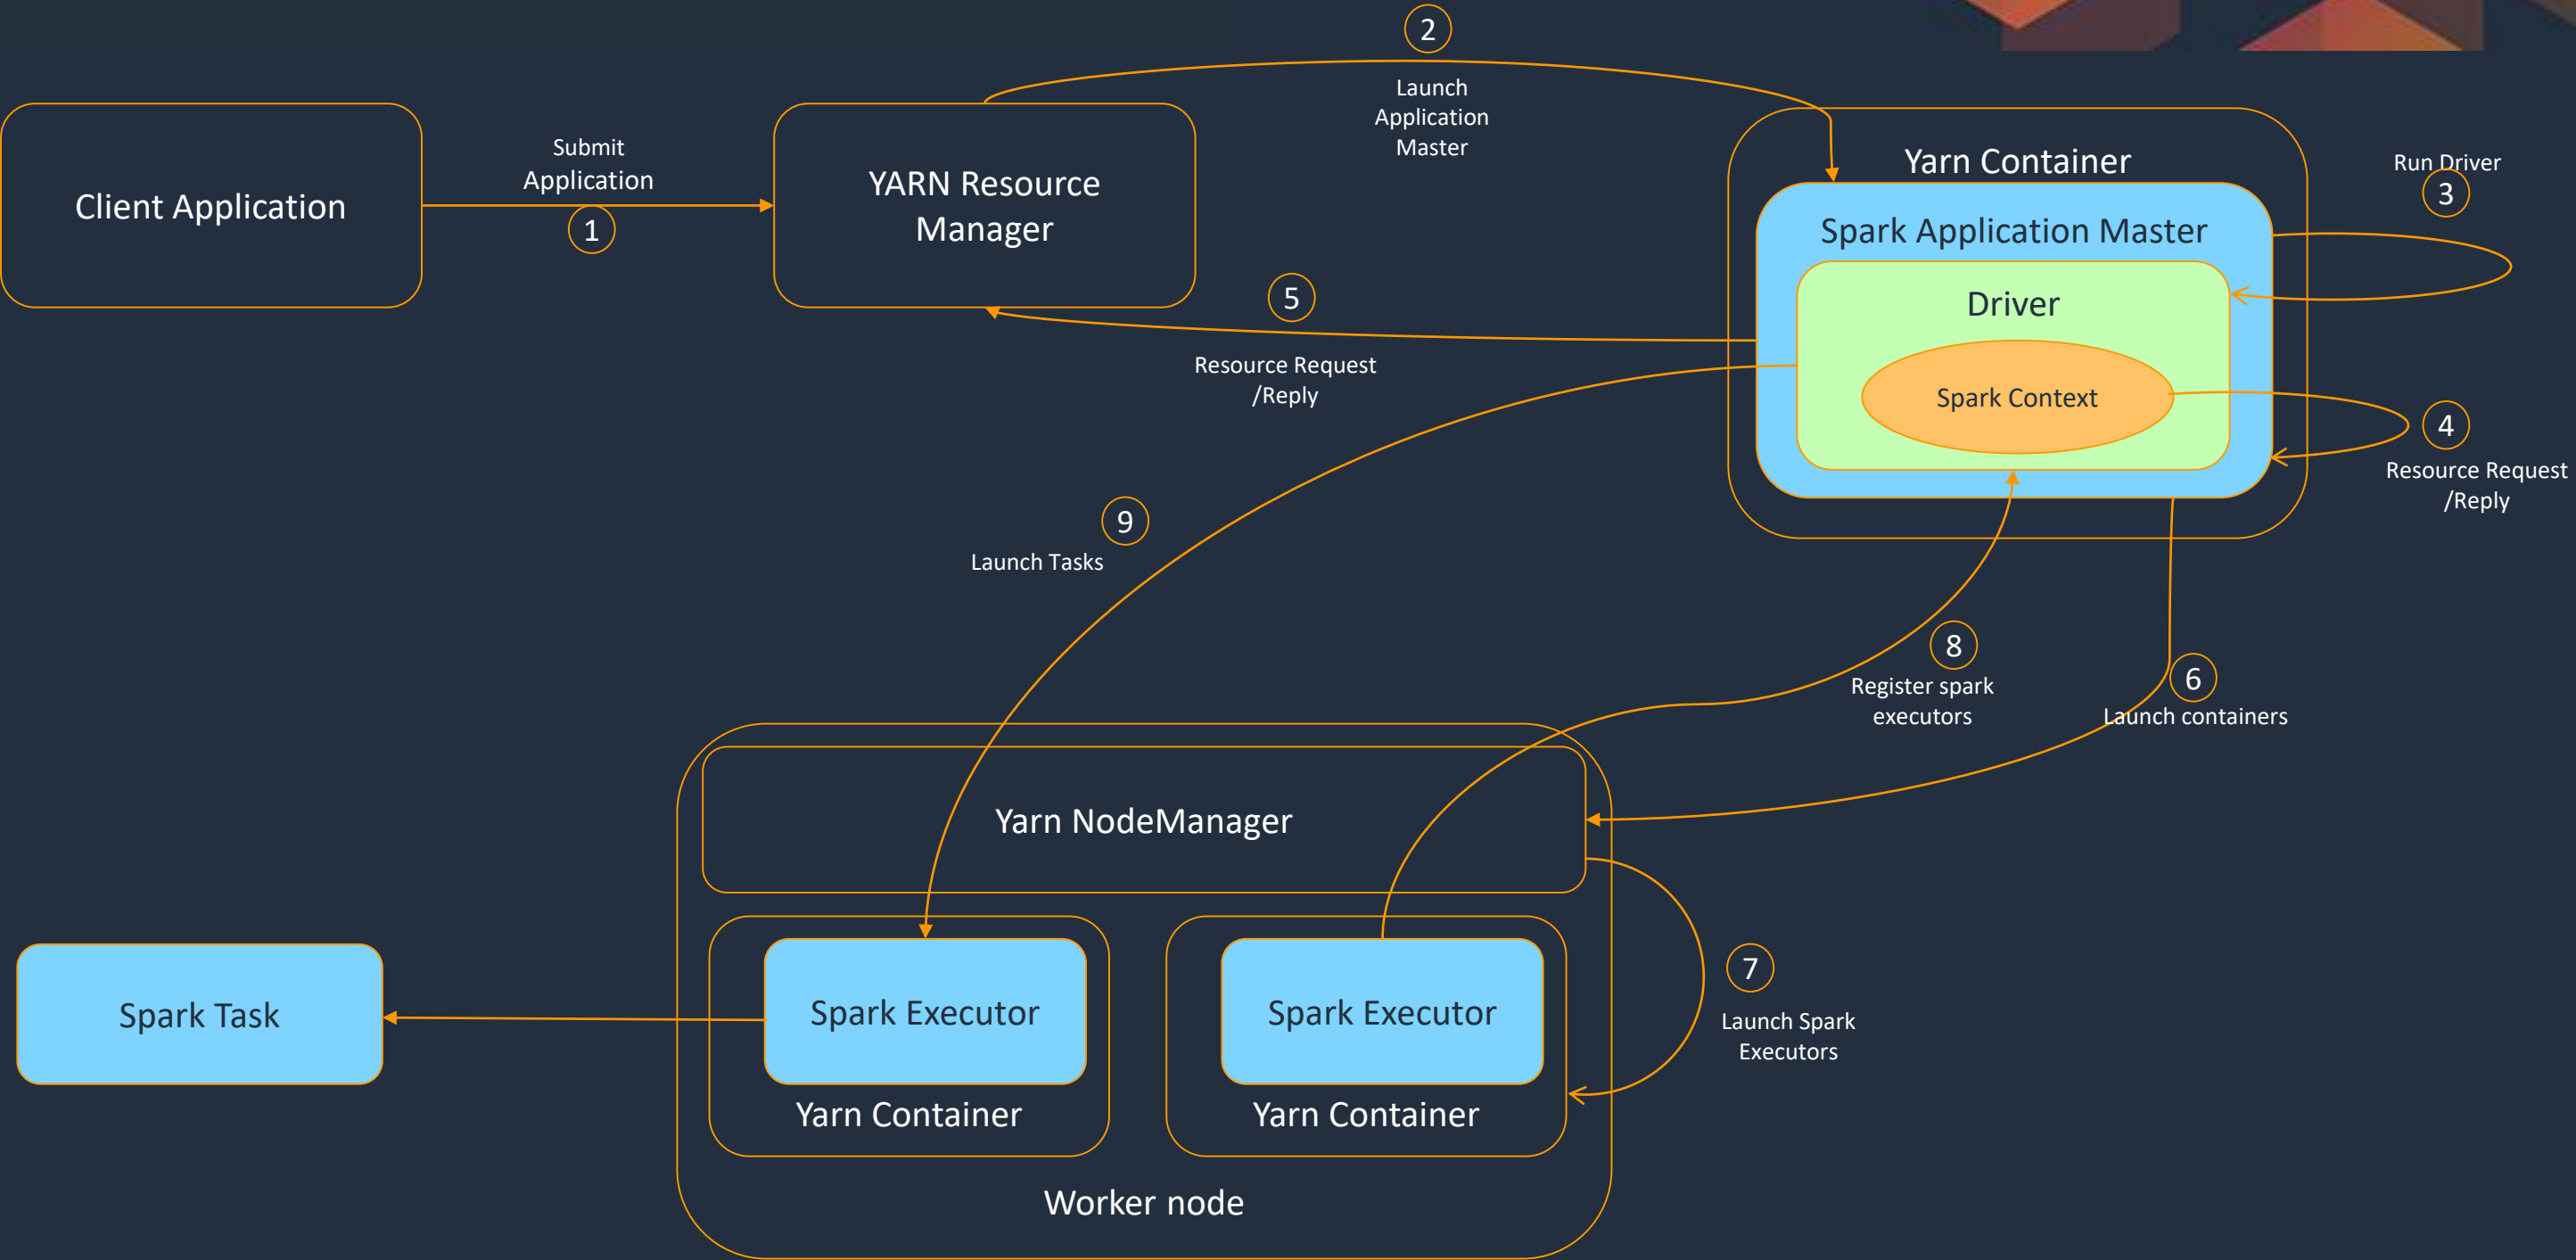 2
Launch
Application
Master
Client Application
Submit
Application
1
YARN Resource
Manager
Yarn Container
Run Driver
3
Spark Application Master
Driver
Spark Context
5
Resource Request
/Reply
4
Resource Request
/Reply
9
Launch Tasks
8
Register spark
executors
6
Launch containers
Yarn NodeManager
Spark Task
Spark Executor
Yarn Container
Spark Executor
Yarn Container
7
Launch Spark
Executors
Worker node